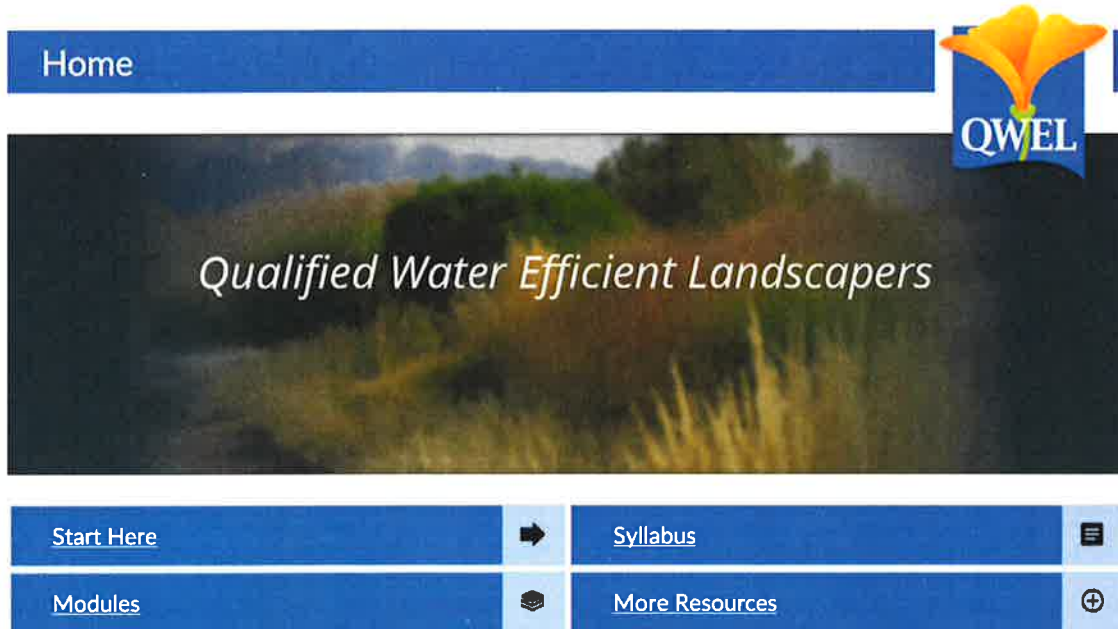 Home
QWEL
Qualified Water Efficient Landscapers
Start Here
Syllabus
Modules
More Resources